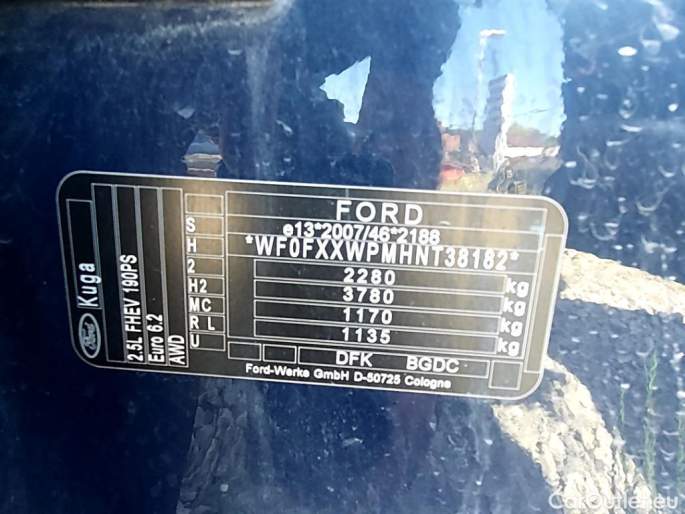 FORD
e13*2007/46*2188
*WF0FXXWPMHNT38182*
2280 kg
3780 kg
1170 kg
1135 kg
DFK BGDC
Ford-Werke GmbH D-50725 Cologne
S
H
2
H2
MC
R L
U
Ford
Kuga
2.5L FHEV 190PS
Euro 6.2
AWD
CarOutlet.eu